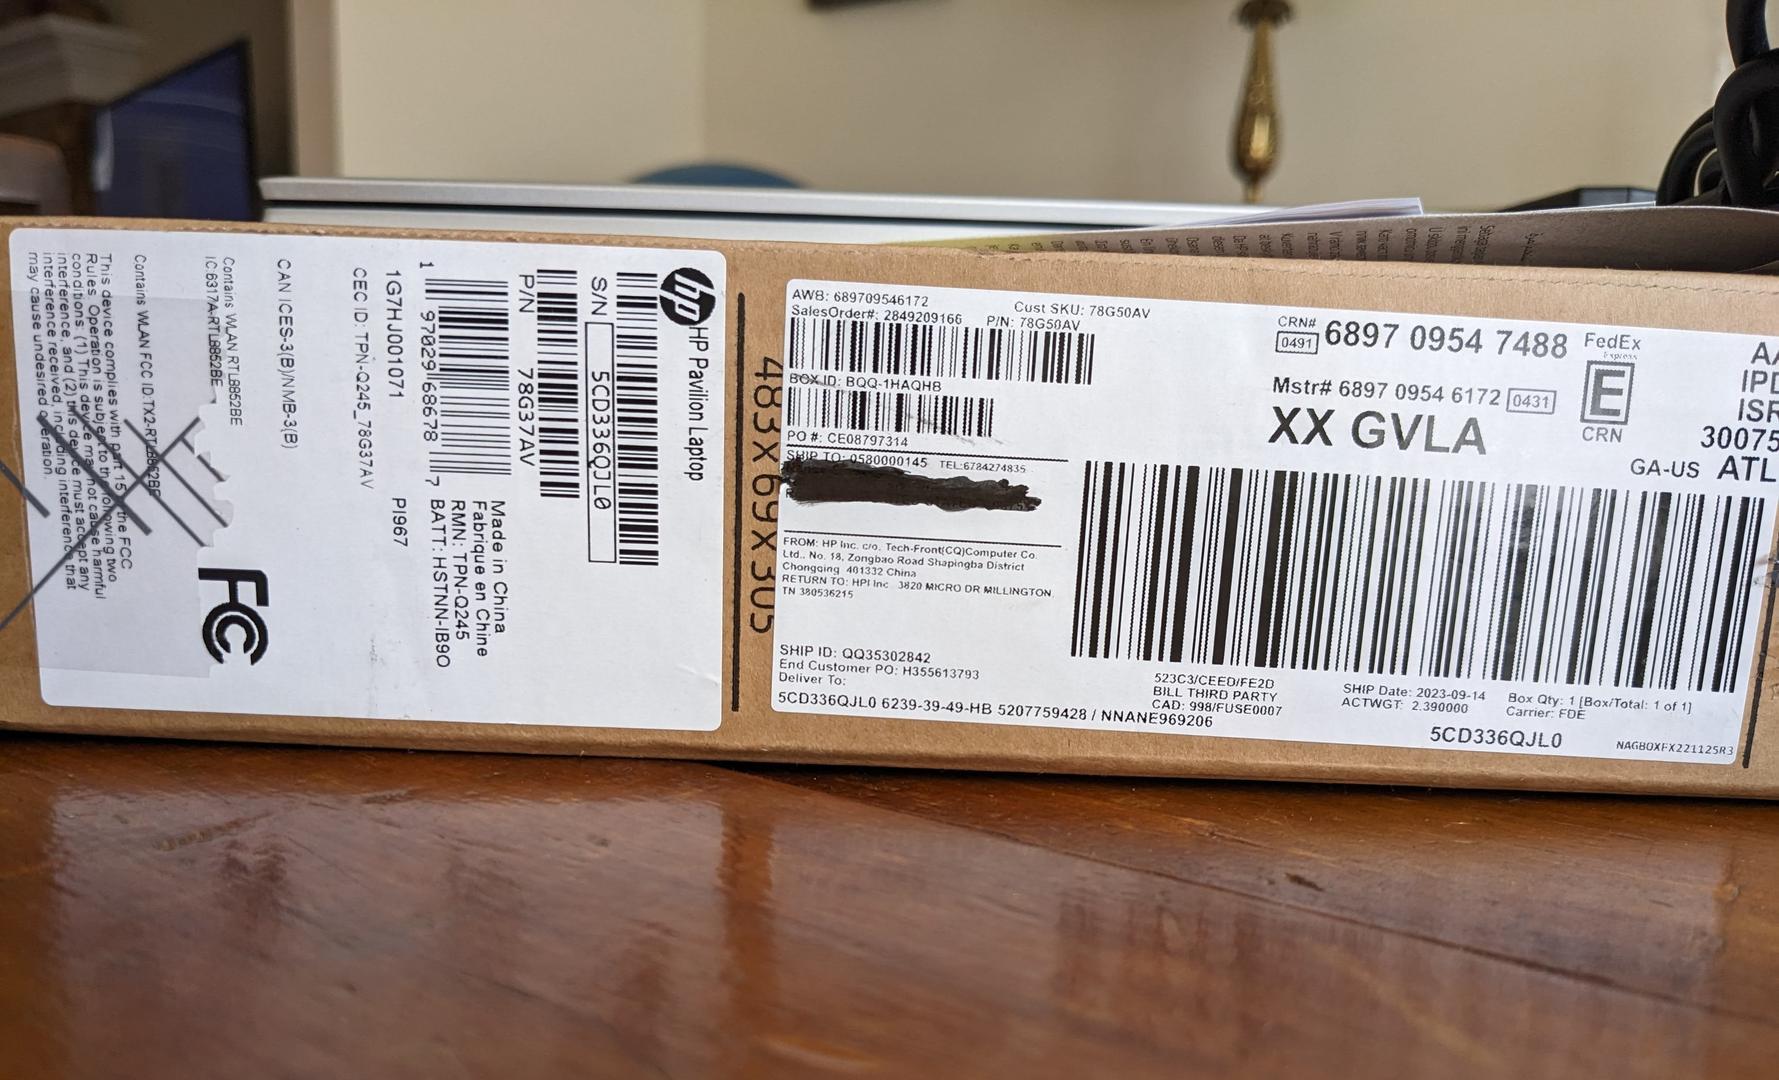 hp HP Pavilion Laptop
S/N 5CD336QJL0
P/N 78G37AV
Made in China
Fabrique en Chine
RMN: TPN-Q245
BATT: HSTNN-IB9O
1 97029 68678 7
1G7HJ001071 PI967
CEC ID: TPN-Q245_78G37AV
CAN ICES-3(B)/NMB-3(B)
Contains WLAN RTL8852BE
IC:6317A-RTL8852BE
FC
Contains WLAN FCC ID:TX2-RTL8852BE
This device complies with part 15 of the FCC
Rules. Operation is subject to the following two
conditions: (1) This device may not cause harmful
interference, and (2) this device must accept any
interference received, including interference that
may cause undesired operation.
483x69x305
AWB: 689709546172
Cust SKU: 78G50AV
SalesOrder#: 2849209166 P/N: 78G50AV
BOX ID: BQQ-1HAQHB
PO #: CE08797314
SHIP TO: 0580000145 TEL:6784274835
FROM: HP Inc. c/o. Tech-Front(CQ)Computer Co.
Ltd., No. 18, Zongbao Road Shapingba District
Chongqing 401332 China
RETURN TO: HPI Inc 3820 MICRO DR MILLINGTON,
TN 380536215
SHIP ID: QQ35302842
End Customer PO: H355613793
Deliver To:
5CD336QJL0 6239-39-49-HB 5207759428 / NNANE969206
CRN#
0491 6897 0954 7488
Mstr# 6897 0954 6172 0431
XX GVLA
FedEx
Express
E
CRN
AA
IPD
ISR
30075
GA-US ATL
523C3/CEED/FE2D
BILL THIRD PARTY
CAD: 998/FUSE0007
SHIP Date: 2023-09-14
ACTWGT: 2.390000
Box Qty: 1 [Box/Total: 1 of 1]
Carrier: FDE
5CD336QJL0
NAGBOXFX221125R3